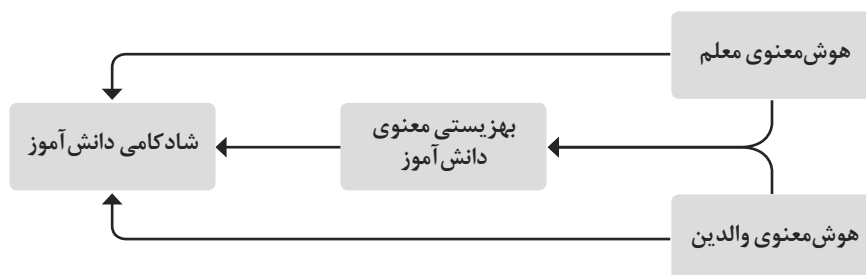 هوش‌معنوی معلم
بهزیستی معنوی
دانش‌آموز
شادکامی دانش‌آموز
هوش‌معنوی والدین